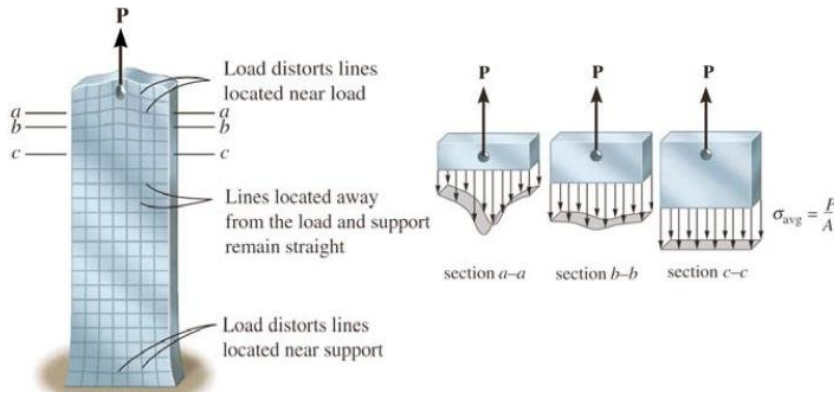 P
Load distorts lines
located near load
a
a
b
b
c
c
Lines located away
from the load and support
remain straight
Load distorts lines
located near support
P
P
P
σavg = P
A
section a–a
section b–b
section c–c